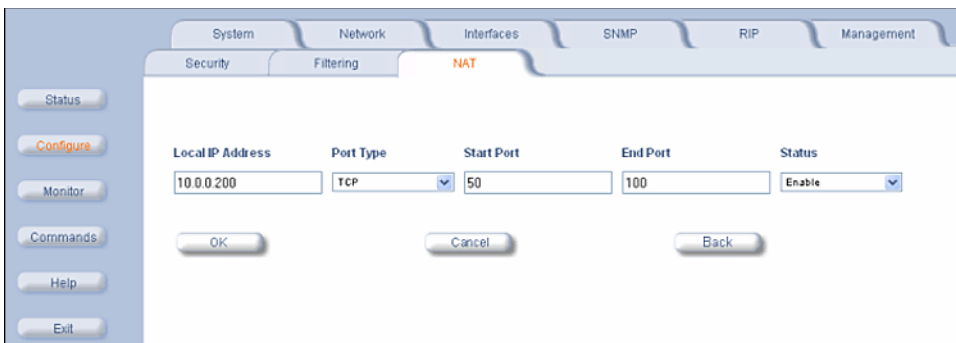 System Network Interfaces SNMP RIP Management
Security Filtering NAT
Status
Configure
Monitor
Commands
Help
Exit
Local IP Address Port Type Start Port End Port Status
10.0.0.200 TCP 50 100 Enable
OK Cancel Back